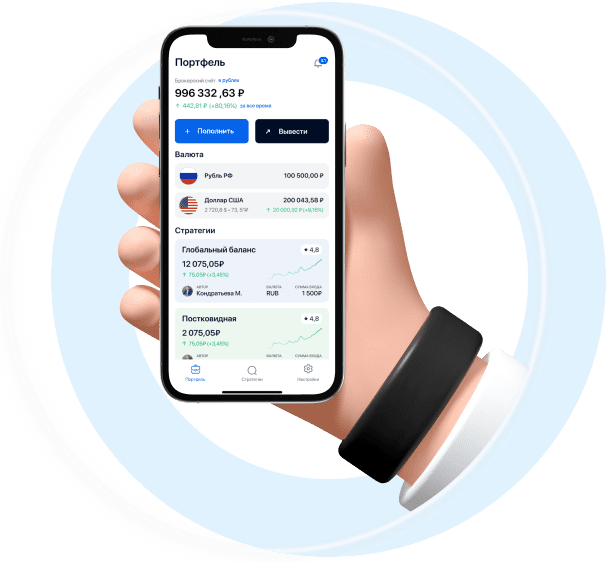 Портфель
Брокерский счёт в рублях
996 332 ,63 ₽
↑ 442,81 ₽ (+80,16%) за все время
+ Пополнить
↗ Вывести
Валюта
Рубль РФ 100 500,00 ₽
Доллар США 200 043,58 ₽
2 720,8 $ • 73, 5 ₽ ↑ 20 000,92 ₽ (+9,16%)
Стратегии
Глобальный баланс ★ 4,8
12 075,05₽
↑ 75,05₽ (+3,45%)
АВТОР ВАЛЮТА СУММА ВХОДА
Кондратьева М. RUB 1 500₽
Постковидная ★ 4,8
2 075,05₽
↑ 75,05₽ (+3,45%)
АВТОР ВАЛЮТА СУММА ВХОДА
Портфель Стратегии Настройки